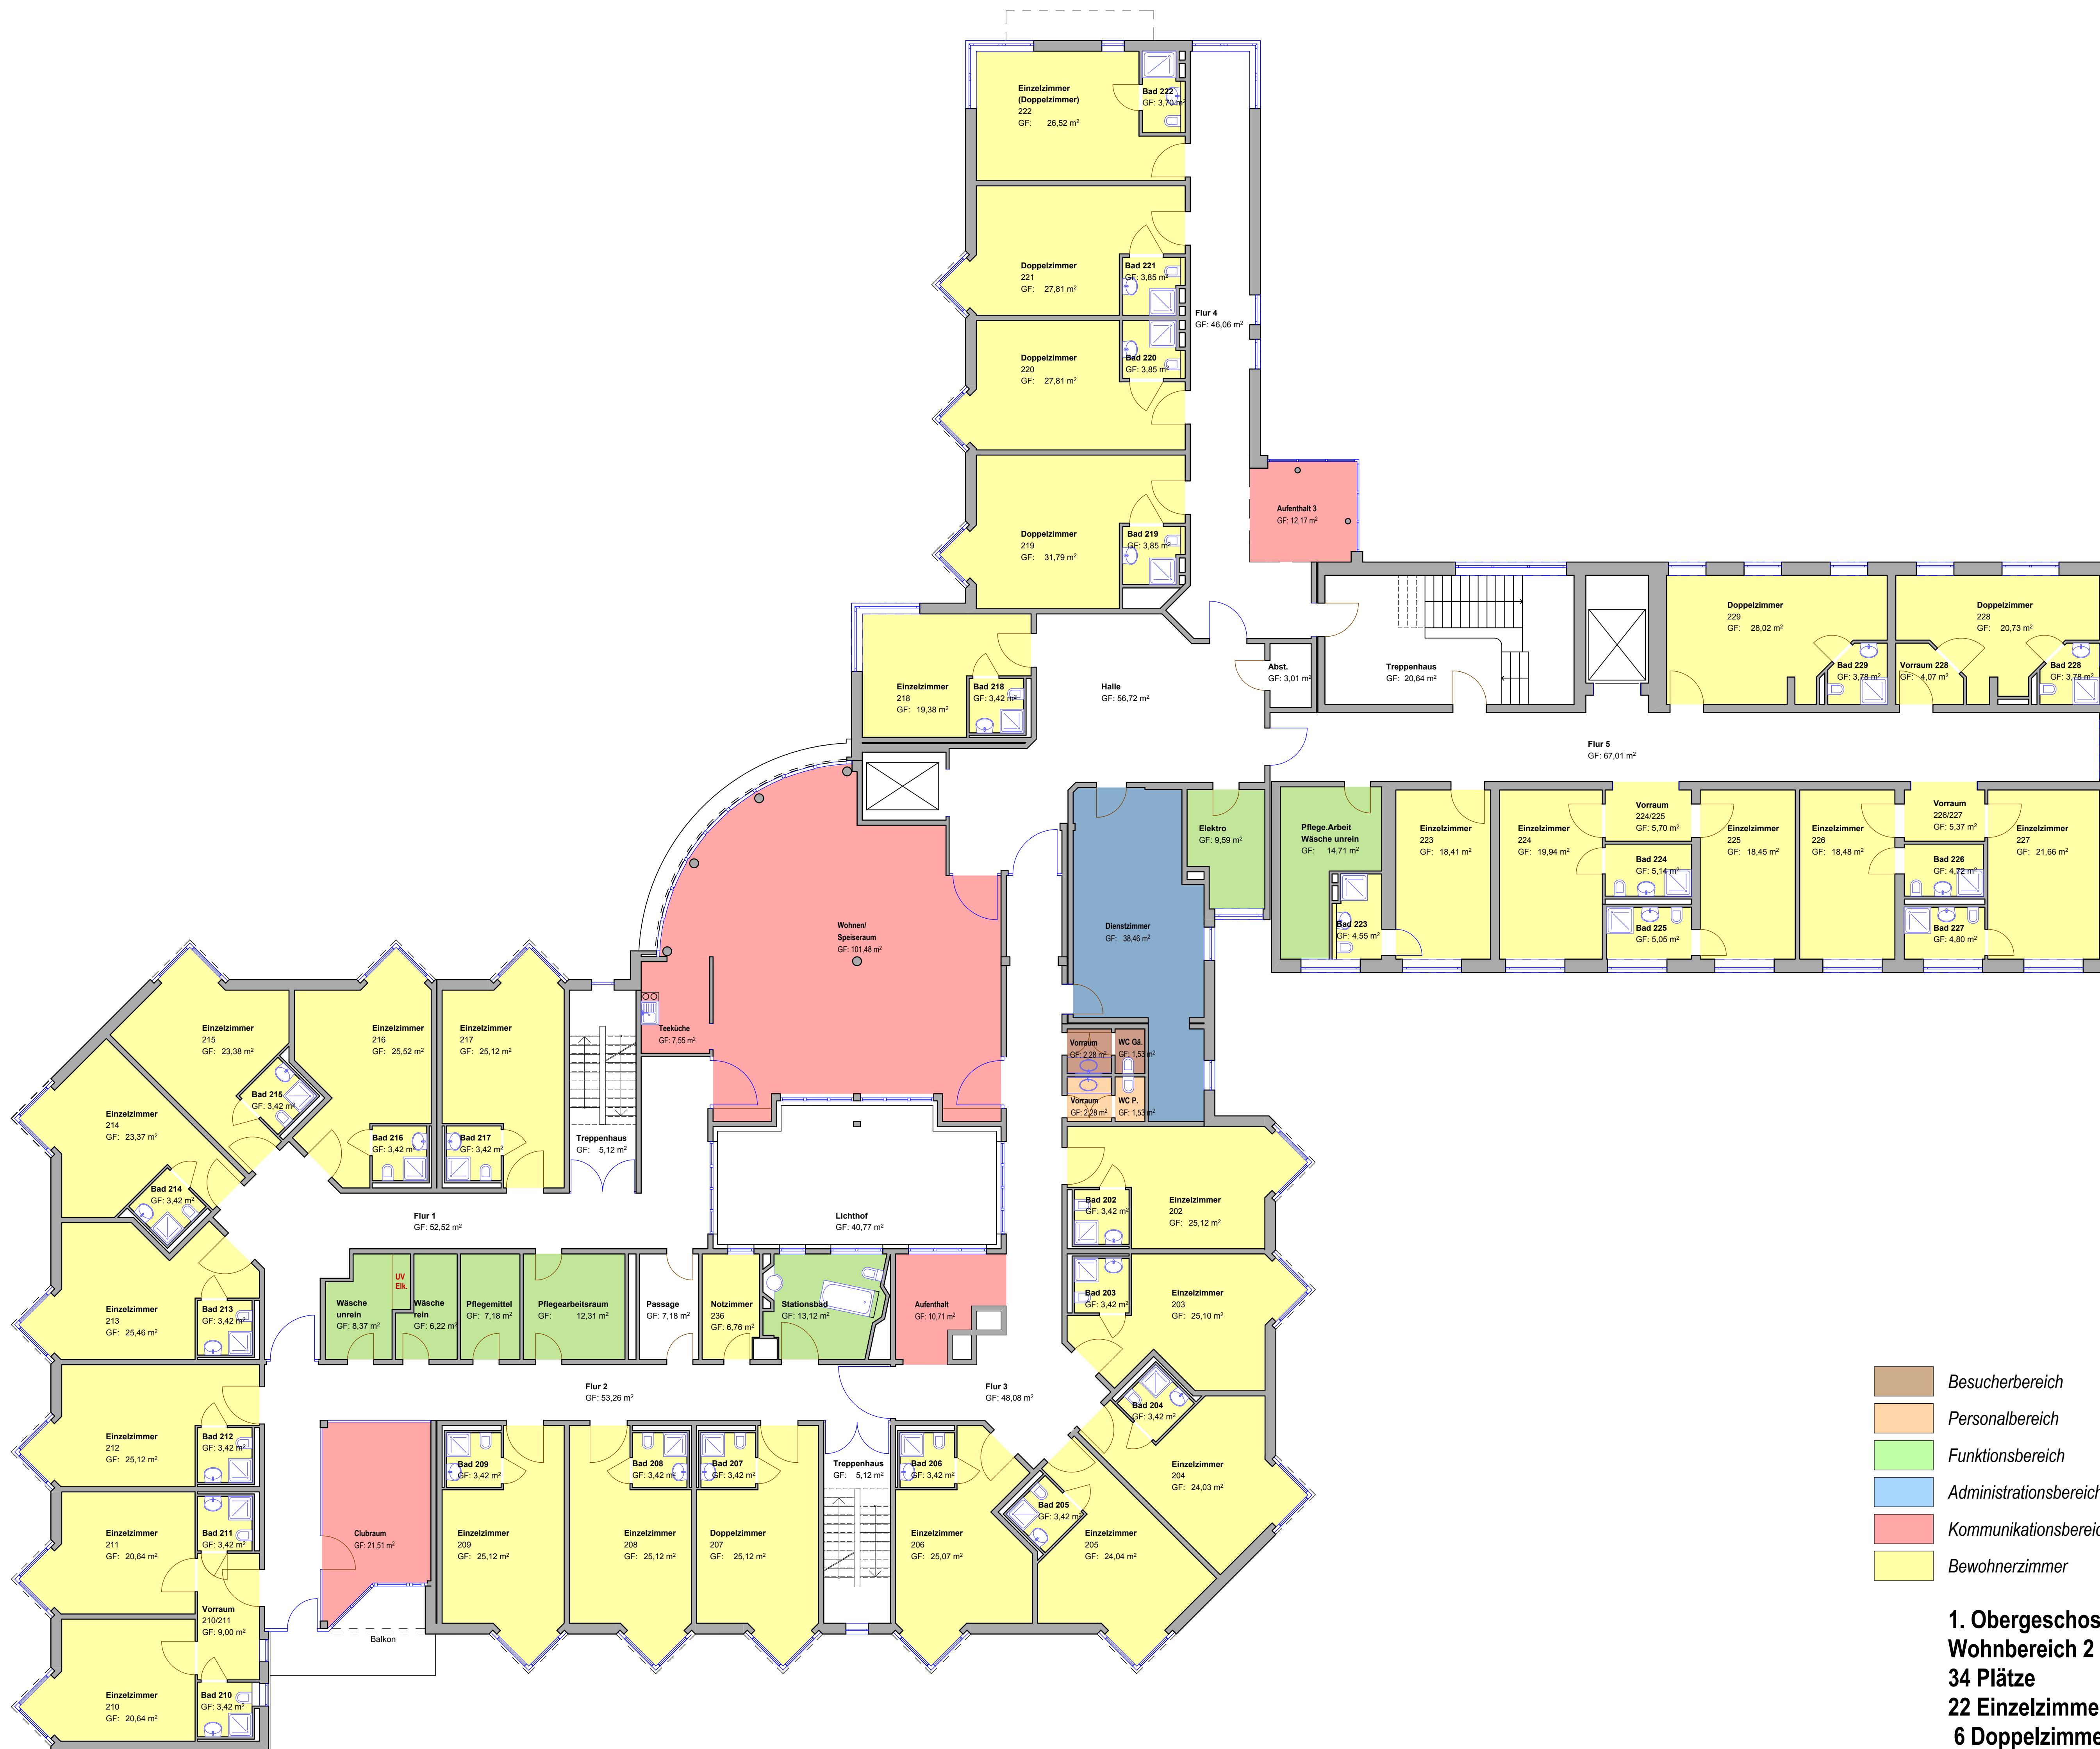 Einzelzimmer
(Doppelzimmer)
222
GF: 26,52 m²
Bad 222
GF: 3,70 m²
Doppelzimmer
221
GF: 27,81 m²
Bad 221
GF: 3,85 m²
Flur 4
GF: 46,06 m²
Doppelzimmer
220
GF: 27,81 m²
Bad 220
GF: 3,85 m²
Doppelzimmer
219
GF: 31,79 m²
Bad 219
GF: 3,85 m²
Aufenthalt 3
GF: 12,17 m²
Einzelzimmer
218
GF: 19,38 m²
Bad 218
GF: 3,42 m²
Halle
GF: 56,72 m²
Abst.
GF: 3,01 m²
Treppenhaus
GF: 20,64 m²
Doppelzimmer
229
GF: 28,02 m²
Bad 229
GF: 3,78 m²
Doppelzimmer
228
GF: 20,73 m²
Vorraum 228
GF: 4,07 m²
Bad 228
GF: 3,78 m²
Flur 5
GF: 67,01 m²
Elektro
GF: 9,59 m²
Pflege.Arbeit
Wäsche unrein
GF: 14,71 m²
Einzelzimmer
223
GF: 18,41 m²
Bad 223
GF: 4,55 m²
Einzelzimmer
224
GF: 19,94 m²
Vorraum
224/225
GF: 5,70 m²
Bad 224
GF: 5,14 m²
Bad 225
GF: 5,05 m²
Einzelzimmer
225
GF: 18,45 m²
Einzelzimmer
226
GF: 18,48 m²
Vorraum
226/227
GF: 5,37 m²
Bad 226
GF: 4,72 m²
Bad 227
GF: 4,80 m²
Einzelzimmer
227
GF: 21,66 m²
Wohnen/
Speiseraum
GF: 101,48 m²
Dienstzimmer
GF: 38,46 m²
Teeküche
GF: 7,55 m²
Vorraum
GF: 2,28 m²
WC Gä.
GF: 1,53 m²
Vorraum
GF: 2,28 m²
WC P.
GF: 1,53 m²
Einzelzimmer
215
GF: 23,38 m²
Bad 215
GF: 3,42 m²
Einzelzimmer
216
GF: 25,52 m²
Bad 216
GF: 3,42 m²
Einzelzimmer
217
GF: 25,12 m²
Bad 217
GF: 3,42 m²
Treppenhaus
GF: 5,12 m²
Einzelzimmer
214
GF: 23,37 m²
Bad 214
GF: 3,42 m²
Flur 1
GF: 52,52 m²
Lichthof
GF: 40,77 m²
Bad 202
GF: 3,42 m²
Einzelzimmer
202
GF: 25,12 m²
Einzelzimmer
213
GF: 25,46 m²
Bad 213
GF: 3,42 m²
Wäsche
unrein
GF: 8,37 m²
UV
Elk.
Wäsche
rein
GF: 6,22 m²
Pflegemittel
GF: 7,18 m²
Pflegearbeitsraum
GF: 12,31 m²
Passage
GF: 7,18 m²
Notzimmer
236
GF: 6,76 m²
Stationsbad
GF: 13,12 m²
Aufenthalt
GF: 10,71 m²
Bad 203
GF: 3,42 m²
Einzelzimmer
203
GF: 25,10 m²
Flur 2
GF: 53,26 m²
Flur 3
GF: 48,08 m²
Bad 204
GF: 3,42 m²
Einzelzimmer
204
GF: 24,03 m²
Einzelzimmer
212
GF: 25,12 m²
Bad 212
GF: 3,42 m²
Einzelzimmer
211
GF: 20,64 m²
Bad 211
GF: 3,42 m²
Vorraum
210/211
GF: 9,00 m²
Einzelzimmer
210
GF: 20,64 m²
Bad 210
GF: 3,42 m²
Clubraum
GF: 21,51 m²
Balkon
Bad 209
GF: 3,42 m²
Einzelzimmer
209
GF: 25,12 m²
Bad 208
GF: 3,42 m²
Einzelzimmer
208
GF: 25,12 m²
Bad 207
GF: 3,42 m²
Doppelzimmer
207
GF: 25,12 m²
Treppenhaus
GF: 5,12 m²
Bad 206
GF: 3,42 m²
Einzelzimmer
206
GF: 25,07 m²
Bad 205
GF: 3,42 m²
Einzelzimmer
205
GF: 24,04 m²
Besucherbereich
Personalbereich
Funktionsbereich
Administrationsbereich
Kommunikationsbereic
Bewohnerzimmer
1. Obergeschos
Wohnbereich 2
34 Plätze
22 Einzelzimme
6 Doppelzimme